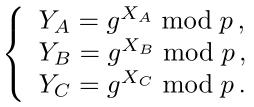 Y_A = g^{X_A} mod p ,
Y_B = g^{X_B} mod p ,
Y_C = g^{X_C} mod p .